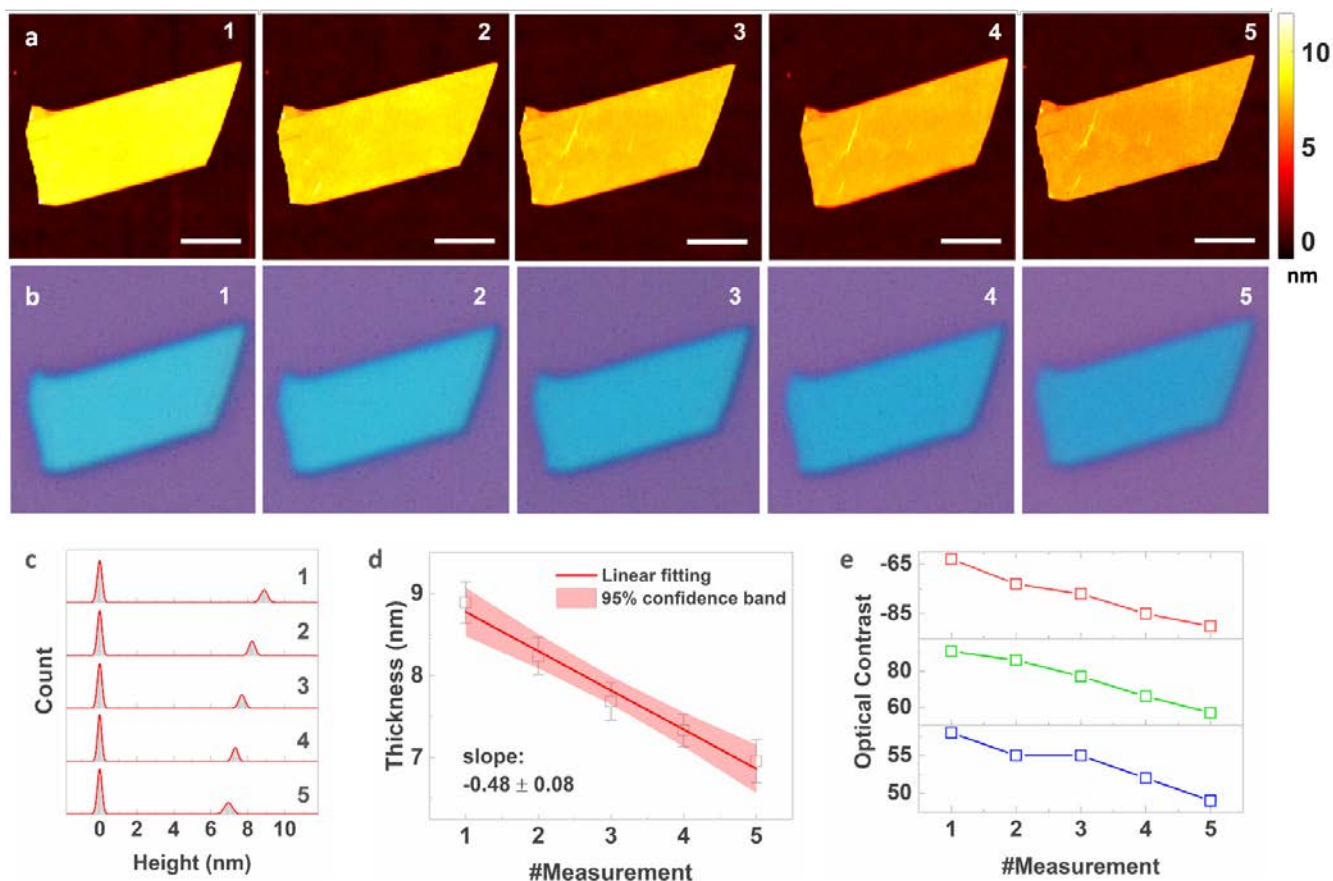 a 1 2 3 4 5
10
5
0
nm
b 1 2 3 4 5
c
1
2
3
4
5
Count
0 2 4 6 8 10
Height (nm)
d
Linear fitting
95% confidence band
9
8
7
Thickness (nm)
slope:
-0.48 ± 0.08
1 2 3 4 5
#Measurement
e
-65
-85
80
60
55
50
Optical Contrast
1 2 3 4 5
#Measurement